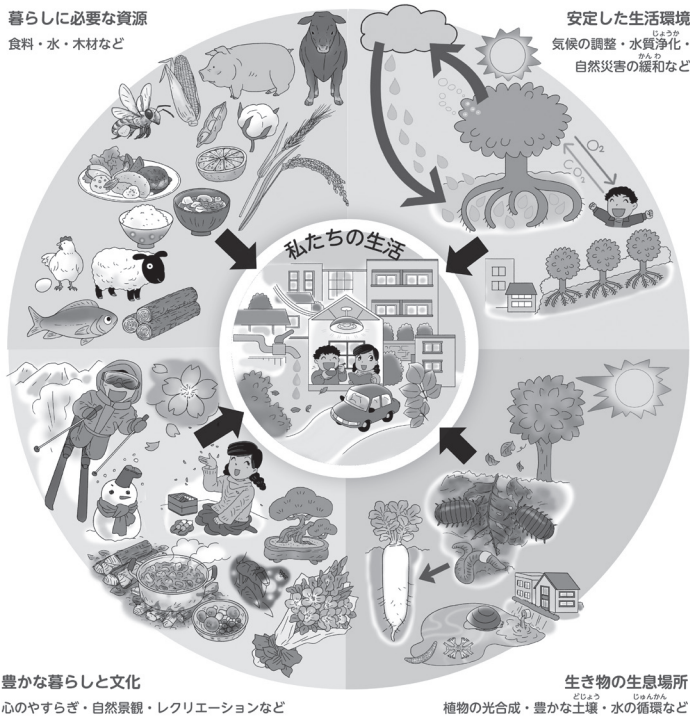 暮らしに必要な資源
食料・水・木材など
安定した生活環境
気候の調整・水質浄化・
じょうか
自然災害の緩和など
かんわ
O₂
CO₂
私たちの生活
豊かな暮らしと文化
心のやすらぎ・自然景観・レクリエーションなど
生き物の生息場所
植物の光合成・豊かな土壌・水の循環など
どじょう
じゅんかん